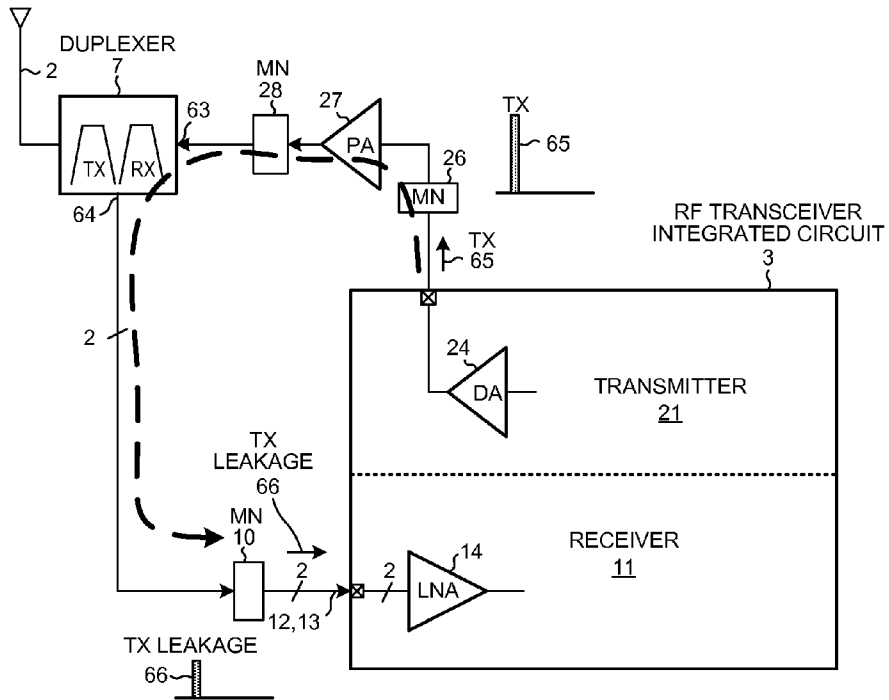 DUPLEXER
7
2
MN
28
63
27
PA
TX
65
TX
RX
26
MN
64
TX
65
RF TRANSCEIVER
INTEGRATED CIRCUIT
3
2
24
DA
TRANSMITTER
21
TX
LEAKAGE
66
MN
10
2
12,13
2
14
LNA
RECEIVER
11
TX LEAKAGE
66